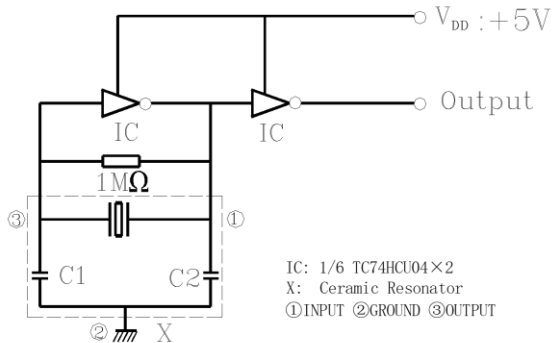 V_DD :+5V
IC
IC
Output
1MΩ
③
①
C1
C2
②
X
IC: 1/6 TC74HCU04×2
X: Ceramic Resonator
①INPUT ②GROUND ③OUTPUT